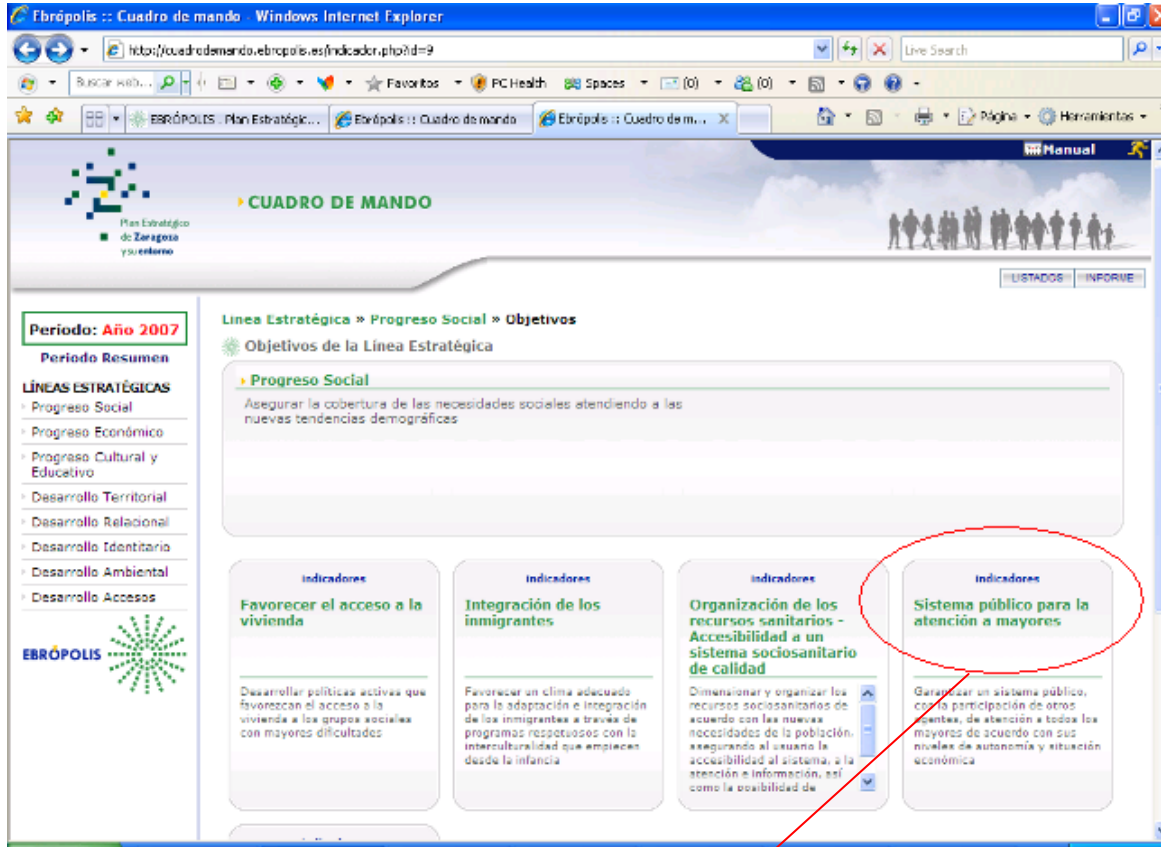 Ebrópolis :: Cuadro de mando - Windows Internet Explorer
http://cuadrodemando.ebropolis.es/indicador.php?id=9
Live Search
Buscar web...
Favoritos
PC Health
Spaces
(0)
(0)
EBRÓPOLIS . Plan Estratégic...
Ebrópolis :: Cuadro de mando
Ebrópolis :: Cuadro de m...
Página
Herramientas
Manual
Plan Estratégico
de Zaragoza
y su entorno
CUADRO DE MANDO
LISTADOS
INFORME
Periodo: Año 2007
Periodo Resumen
LÍNEAS ESTRATÉGICAS
Progreso Social
Progreso Económico
Progreso Cultural y
Educativo
Desarrollo Territorial
Desarrollo Relacional
Desarrollo Identitario
Desarrollo Ambiental
Desarrollo Accesos
EBRÓPOLIS
Línea Estratégica » Progreso Social » Objetivos
Objetivos de la Línea Estratégica
Progreso Social
Asegurar la cobertura de las necesidades sociales atendiendo a las
nuevas tendencias demográficas
indicadores
Favorecer el acceso a la
vivienda
Desarrollar políticas activas que
favorezcan el acceso a la
vivienda a los grupos sociales
con mayores dificultades
indicadores
Integración de los
inmigrantes
Favorecer un clima adecuado
para la adaptación e integración
de los inmigrantes a través de
programas respetuosos con la
interculturalidad que empiecen
desde la infancia
indicadores
Organización de los
recursos sanitarios -
Accesibilidad a un
sistema sociosanitario
de calidad
Dimensionar y organizar los
recursos sociosanitarios de
acuerdo con las nuevas
necesidades de la población,
asegurando al usuario la
accesibilidad al sistema, a la
atención e información, así
como la posibilidad de
indicadores
Sistema público para la
atención a mayores
Garantizar un sistema público,
con la participación de otros
agentes, de atención a todos los
mayores de acuerdo con sus
niveles de autonomía y situación
económica